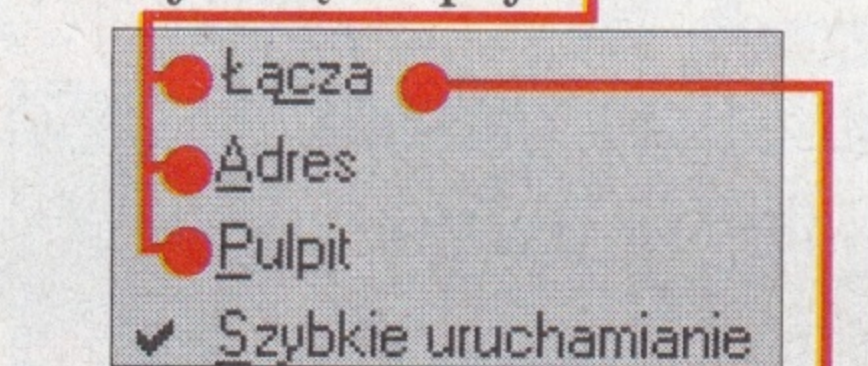 Łącza
Adres
Pulpit
✔ Szybkie uruchamianie